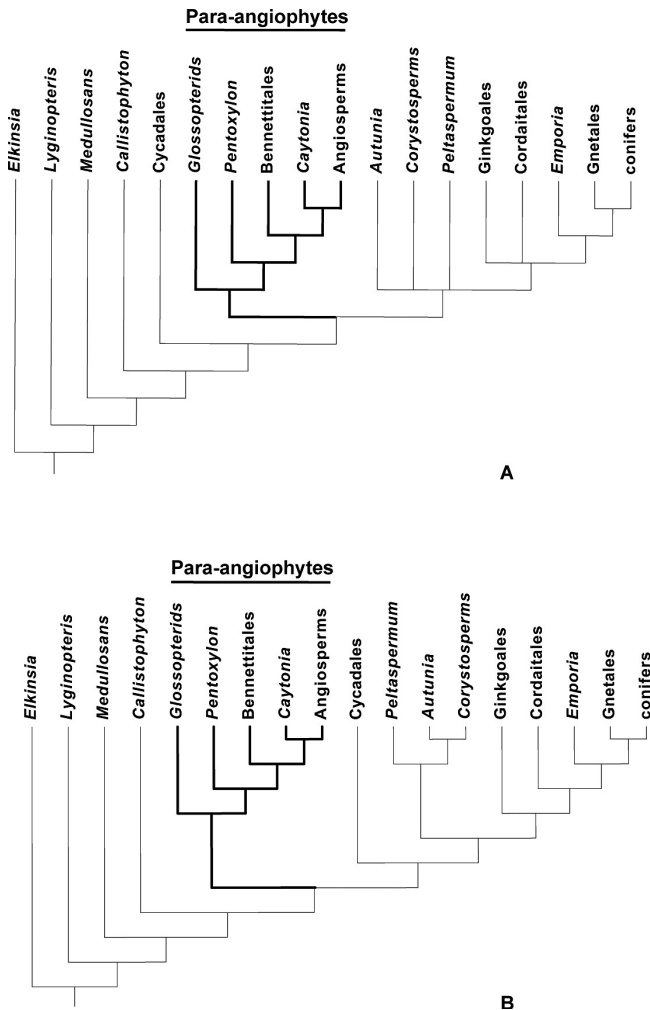 Para-angiophytes
Elkinsia
Lyginopteris
Medullosans
Callistophyton
Cycadales
Glossopterids
Pentoxylon
Bennettitales
Caytonia
Angiosperms
Autunia
Corystosperms
Peltaspermum
Ginkgoales
Cordaitales
Emporia
Gnetales
conifers
A
Para-angiophytes
Elkinsia
Lyginopteris
Medullosans
Callistophyton
Glossopterids
Pentoxylon
Bennettitales
Caytonia
Angiosperms
Cycadales
Peltaspermum
Autunia
Corystosperms
Ginkgoales
Cordaitales
Emporia
Gnetales
conifers
B